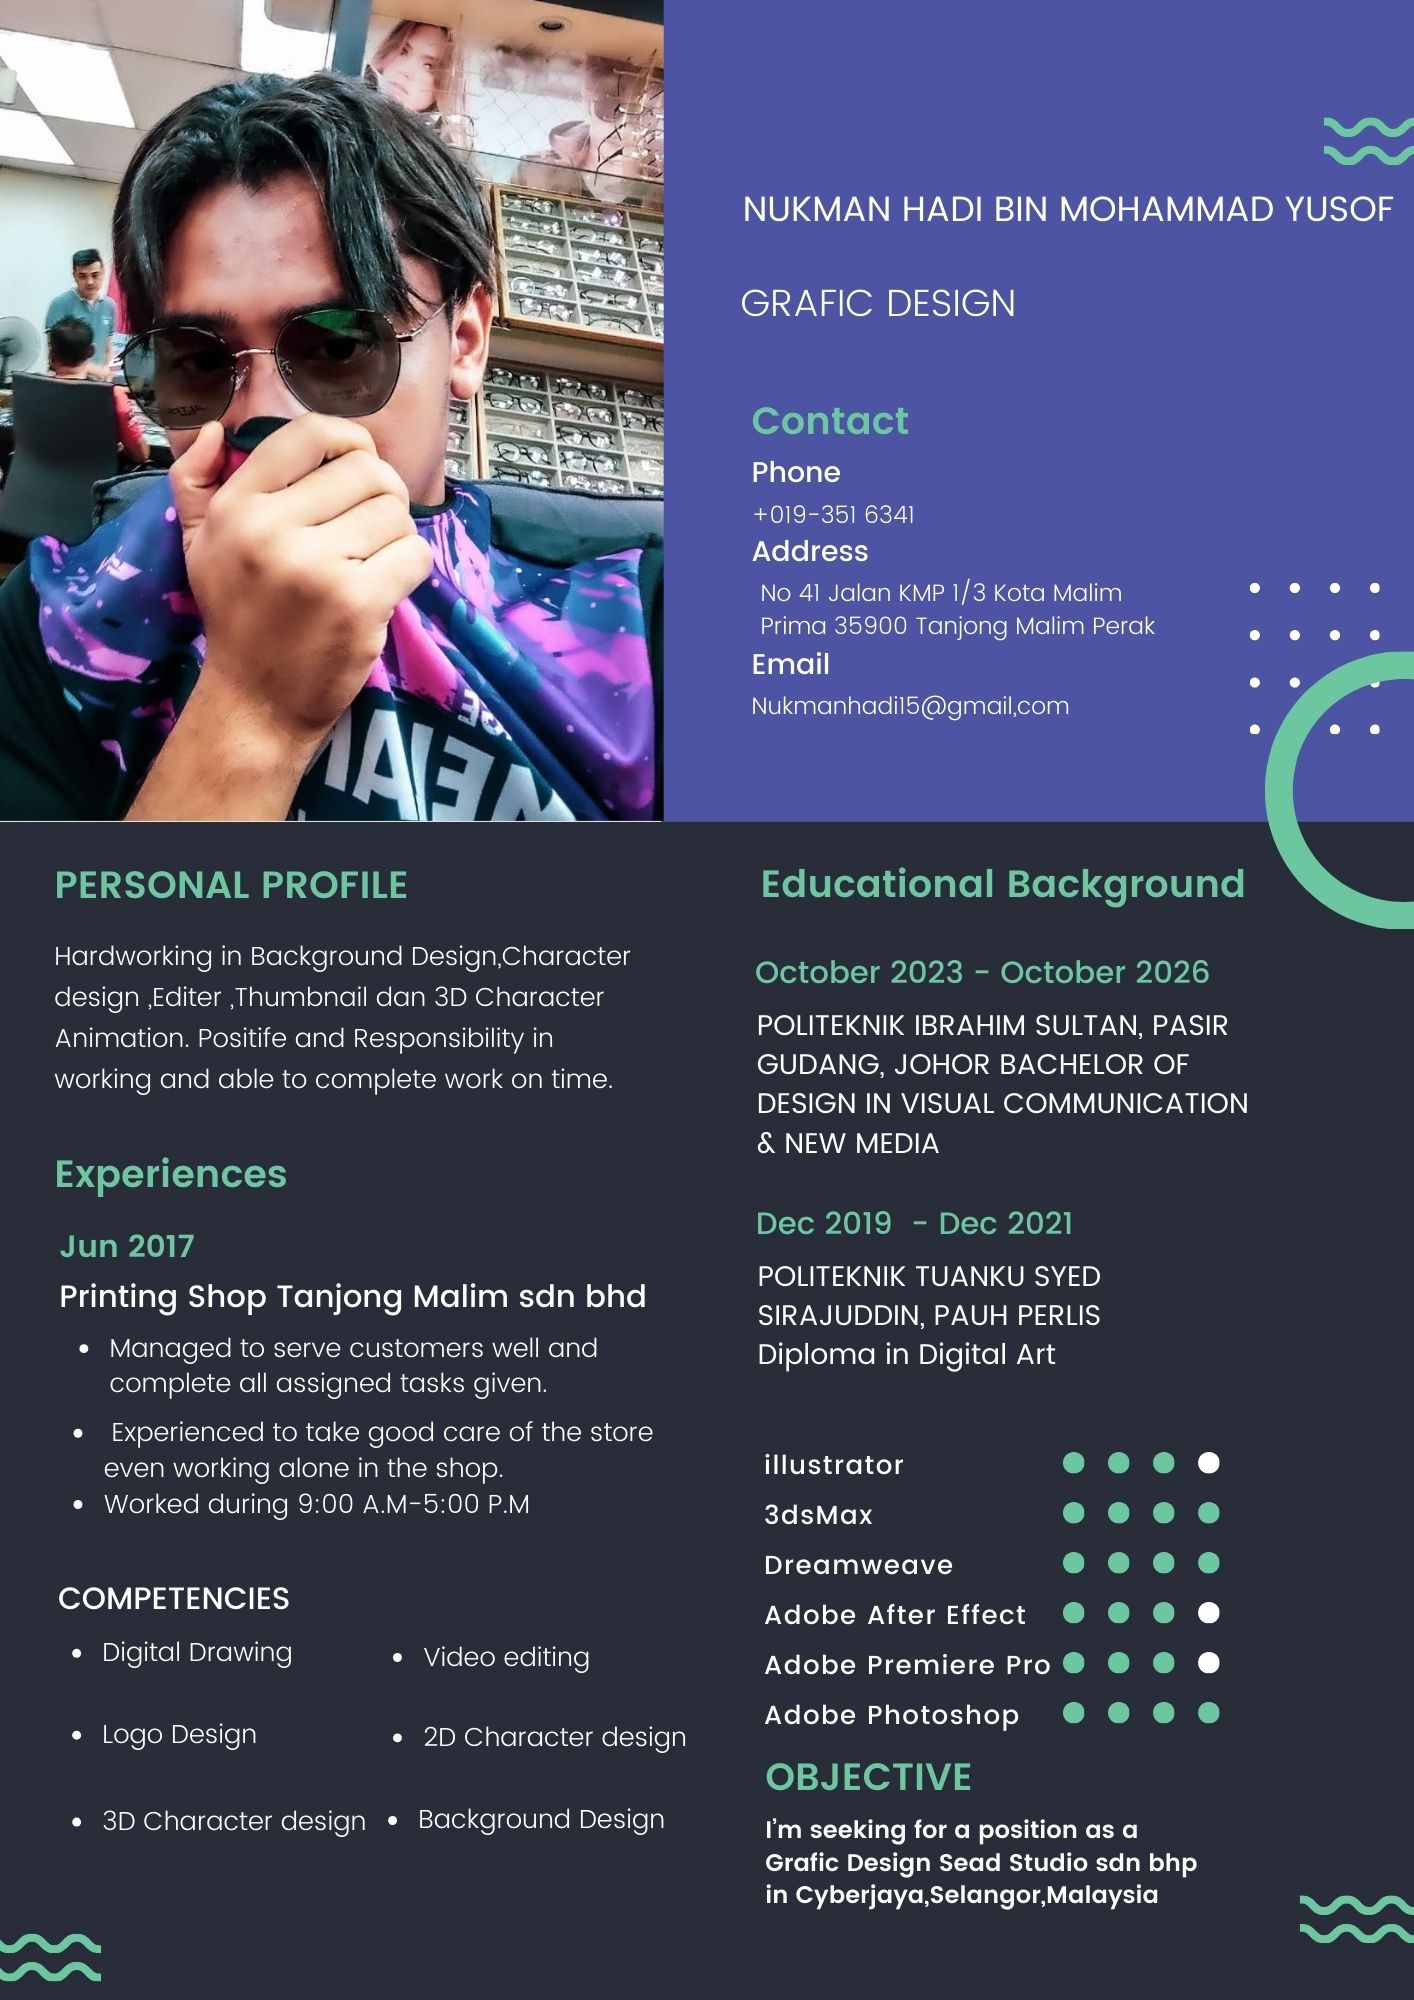 NUKMAN HADI BIN MOHAMMAD YUSOF
GRAFIC DESIGN
Contact
Phone
+019-351 6341
Address
No 41 Jalan KMP 1/3 Kota Malim
Prima 35900 Tanjong Malim Perak
Email
Nukmanhadi15@gmail,com
PERSONAL PROFILE
Hardworking in Background Design,Character
design ,Editer ,Thumbnail dan 3D Character
Animation. Positife and Responsibility in
working and able to complete work on time.
Experiences
Jun 2017
Printing Shop Tanjong Malim sdn bhd
• Managed to serve customers well and
complete all assigned tasks given.
• Experienced to take good care of the store
even working alone in the shop.
• Worked during 9:00 A.M-5:00 P.M
COMPETENCIES
• Digital Drawing
• Video editing
• Logo Design
• 2D Character design
• 3D Character design
• Background Design
Educational Background
October 2023 - October 2026
POLITEKNIK IBRAHIM SULTAN, PASIR
GUDANG, JOHOR BACHELOR OF
DESIGN IN VISUAL COMMUNICATION
& NEW MEDIA
Dec 2019 - Dec 2021
POLITEKNIK TUANKU SYED
SIRAJUDDIN, PAUH PERLIS
Diploma in Digital Art
illustrator
3dsMax
Dreamweave
Adobe After Effect
Adobe Premiere Pro
Adobe Photoshop
OBJECTIVE
I'm seeking for a position as a
Grafic Design Sead Studio sdn bhp
in Cyberjaya,Selangor,Malaysia